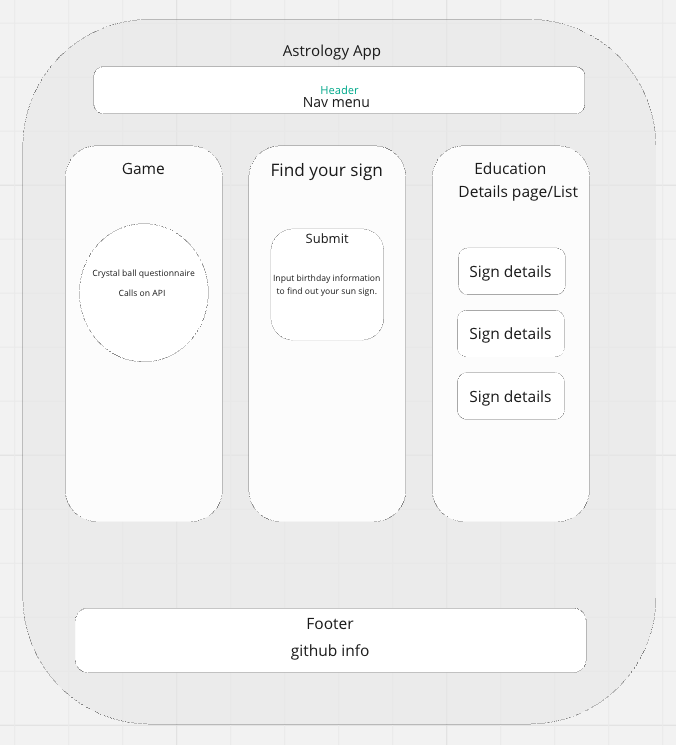 Astrology App
Header
Nav menu
Game
Crystal ball questionnaire
Calls on API
Find your sign
Submit
Input birthday information
to find out your sun sign.
Education
Details page/List
Sign details
Sign details
Sign details
Footer
github info